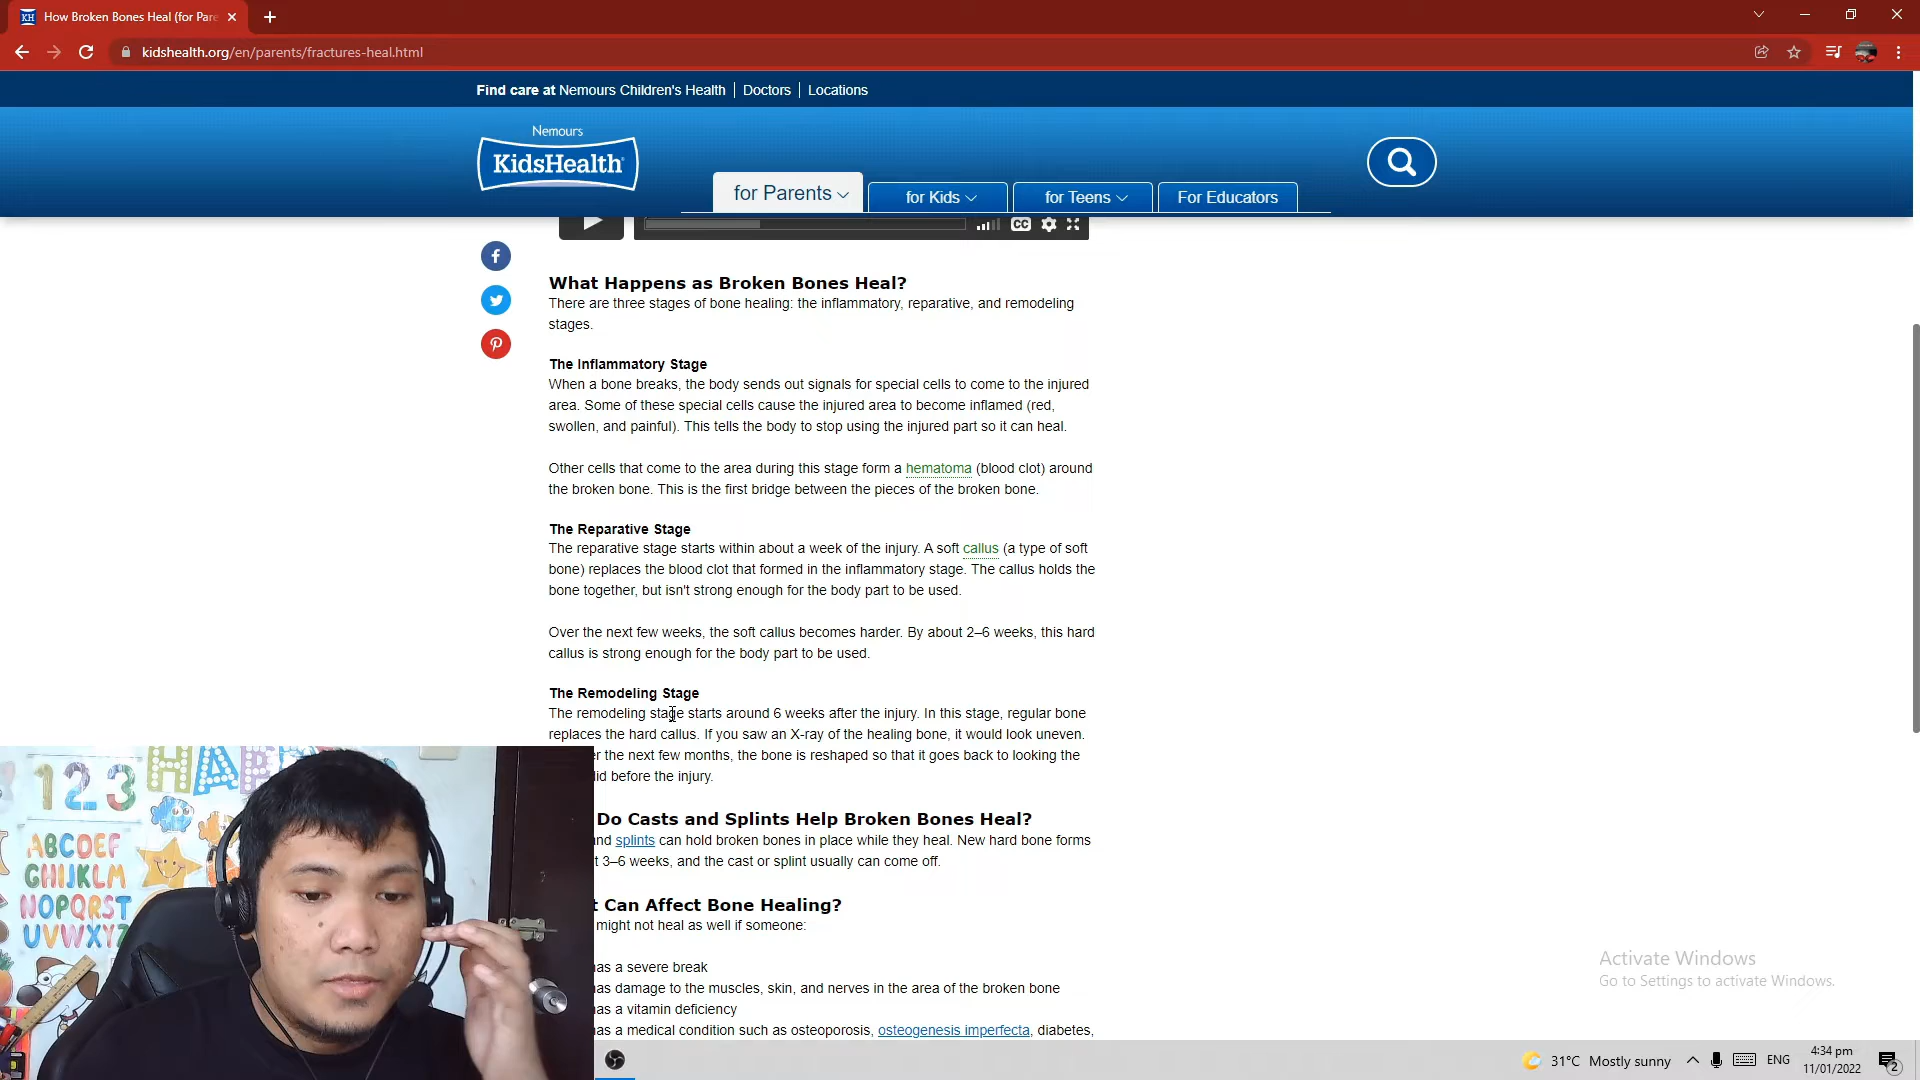 How Broken Bones Heal (for Pare
kidshealth.org/en/parents/fractures-heal.html
Find care at Nemours Children's Health | Doctors | Locations
Nemours
KidsHealth
for Parents
for Kids
for Teens
For Educators
CC
What Happens as Broken Bones Heal?
There are three stages of bone healing: the inflammatory, reparative, and remodeling
stages.
The Inflammatory Stage
When a bone breaks, the body sends out signals for special cells to come to the injured
area. Some of these special cells cause the injured area to become inflamed (red,
swollen, and painful). This tells the body to stop using the injured part so it can heal.
Other cells that come to the area during this stage form a hematoma (blood clot) around
the broken bone. This is the first bridge between the pieces of the broken bone.
The Reparative Stage
The reparative stage starts within about a week of the injury. A soft callus (a type of soft
bone) replaces the blood clot that formed in the inflammatory stage. The callus holds the
bone together, but isn't strong enough for the body part to be used.
Over the next few weeks, the soft callus becomes harder. By about 2–6 weeks, this hard
callus is strong enough for the body part to be used.
The Remodeling Stage
The remodeling stage starts around 6 weeks after the injury. In this stage, regular bone
replaces the hard callus. If you saw an X-ray of the healing bone, it would look uneven.
er the next few months, the bone is reshaped so that it goes back to looking the
did before the injury.
Do Casts and Splints Help Broken Bones Heal?
nd splints can hold broken bones in place while they heal. New hard bone forms
t 3–6 weeks, and the cast or splint usually can come off.
t Can Affect Bone Healing?
might not heal as well if someone:
as a severe break
as damage to the muscles, skin, and nerves in the area of the broken bone
as a vitamin deficiency
as a medical condition such as osteoporosis, osteogenesis imperfecta, diabetes,
123
HAP
ABCDEF
GHIJKLM
NOPQRST
UVWXYZ
Activate Windows
Go to Settings to activate Windows.
31°C Mostly sunny
ENG
4:34 pm
11/01/2022
2